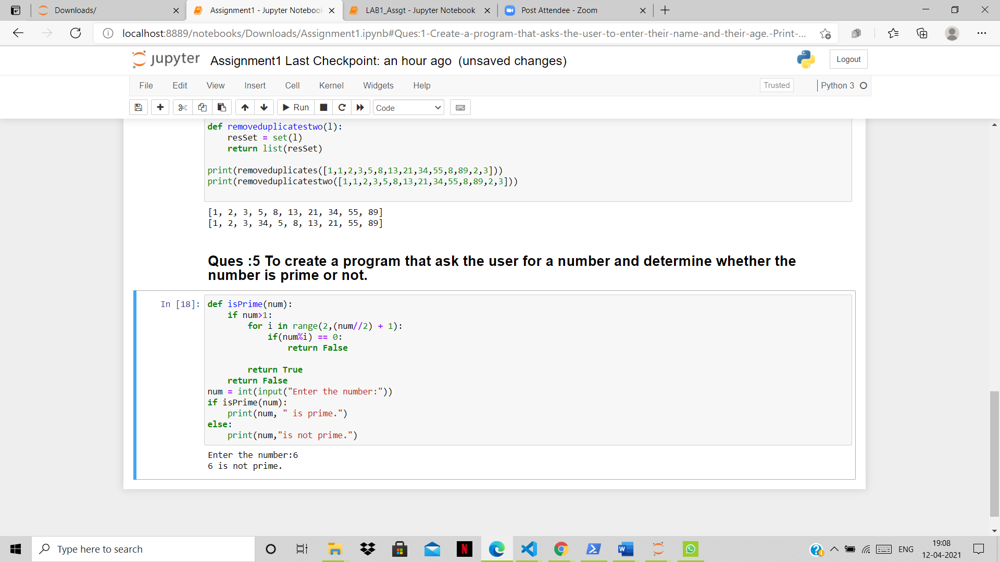 Downloads/
Assignment1 - Jupyter Notebook
LAB1_Assgt - Jupyter Notebook
Post Attendee - Zoom
localhost:8889/notebooks/Downloads/Assignment1.ipynb#Ques:1-Create-a-program-that-asks-the-user-to-enter-their-name-and-their-age.-Print-...
jupyter Assignment1 Last Checkpoint: an hour ago (unsaved changes)
Logout
File Edit View Insert Cell Kernel Widgets Help
Trusted
Python 3
Run
Code
def removeduplicatestwo(l):
    resSet = set(l)
    return list(resSet)
print(removeduplicates([1,1,2,3,5,8,13,21,34,55,8,89,2,3]))
print(removeduplicatestwo([1,1,2,3,5,8,13,21,34,55,8,89,2,3]))
[1, 2, 3, 5, 8, 13, 21, 34, 55, 89]
[1, 2, 3, 34, 5, 8, 13, 21, 55, 89]
Ques :5 To create a program that ask the user for a number and determine whether the
number is prime or not.
In [18]:
def isPrime(num):
    if num>1:
        for i in range(2,(num//2) + 1):
            if(num%i) == 0:
                return False
        return True
    return False
num = int(input("Enter the number:"))
if isPrime(num):
    print(num, " is prime.")
else:
    print(num,"is not prime.")
Enter the number:6
6 is not prime.
Type here to search
ENG
19:08
12-04-2021